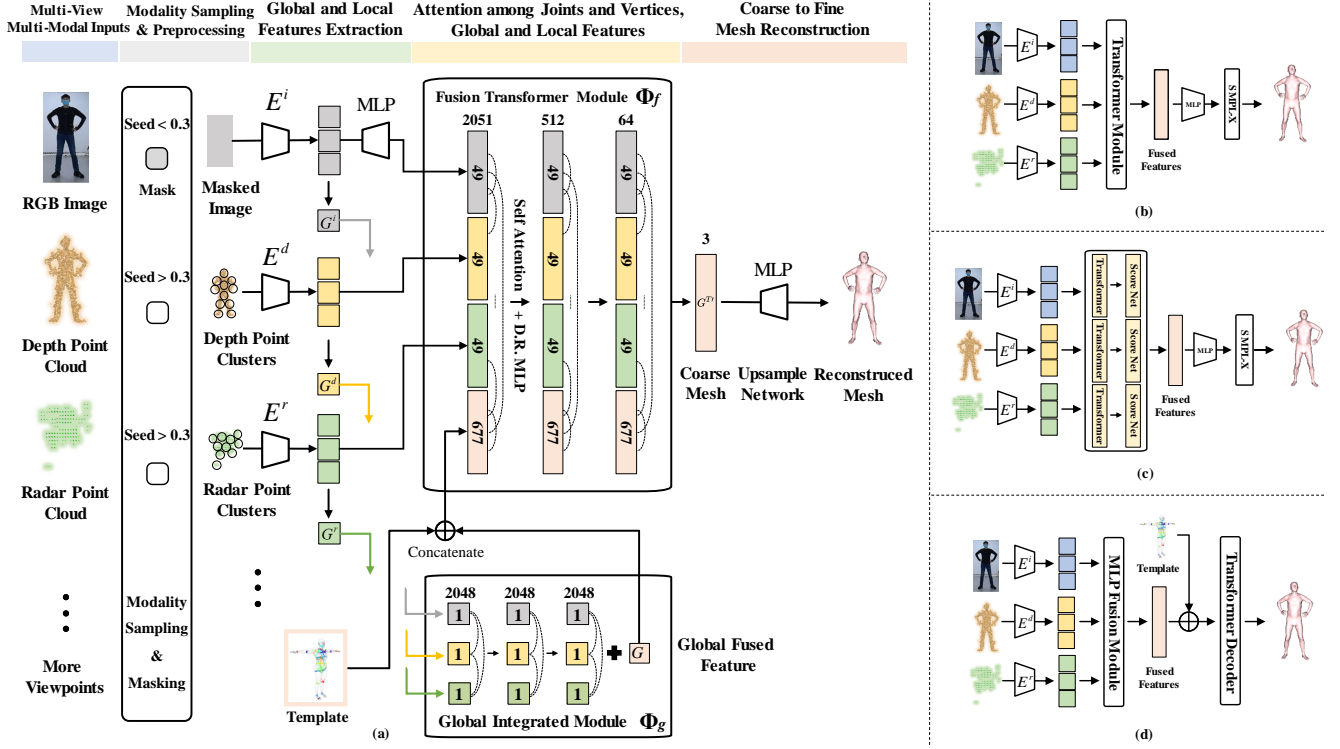 Multi-View
Multi-Modal Inputs
Modality Sampling
& Preprocessing
Global and Local
Features Extraction
Attention among Joints and Vertices,
Global and Local Features
Coarse to Fine
Mesh Reconstruction
RGB Image
Depth Point
Cloud
Radar Point
Cloud
More
Viewpoints
Seed < 0.3
Mask
Seed > 0.3
Seed > 0.3
Modality
Sampling
&
Masking
Masked
Image
E^i
MLP
G^i
Depth Point
Clusters
E^d
G^d
Radar Point
Clusters
E^r
G^r
Fusion Transformer Module Φf
2051
512
64
49
49
49
49
49
49
49
49
49
677
677
677
Self Attention
+ D.R. MLP
3
G^Tr
MLP
Coarse
Mesh
Upsample
Network
Reconstruced
Mesh
Concatenate
Template
2048
2048
2048
1
1
1
1
1
1
1
1
1
G
Global Integrated Module Φg
Global Fused
Feature
(a)
E^i
E^d
E^r
Transformer Module
Fused
Features
MLP
SMPL-X
(b)
E^i
E^d
E^r
Transformer
Score Net
Transformer
Score Net
Transformer
Score Net
Fused
Features
MLP
SMPL-X
(c)
E^i
E^d
E^r
MLP Fusion Module
Template
Fused
Features
Transformer Decoder
(d)